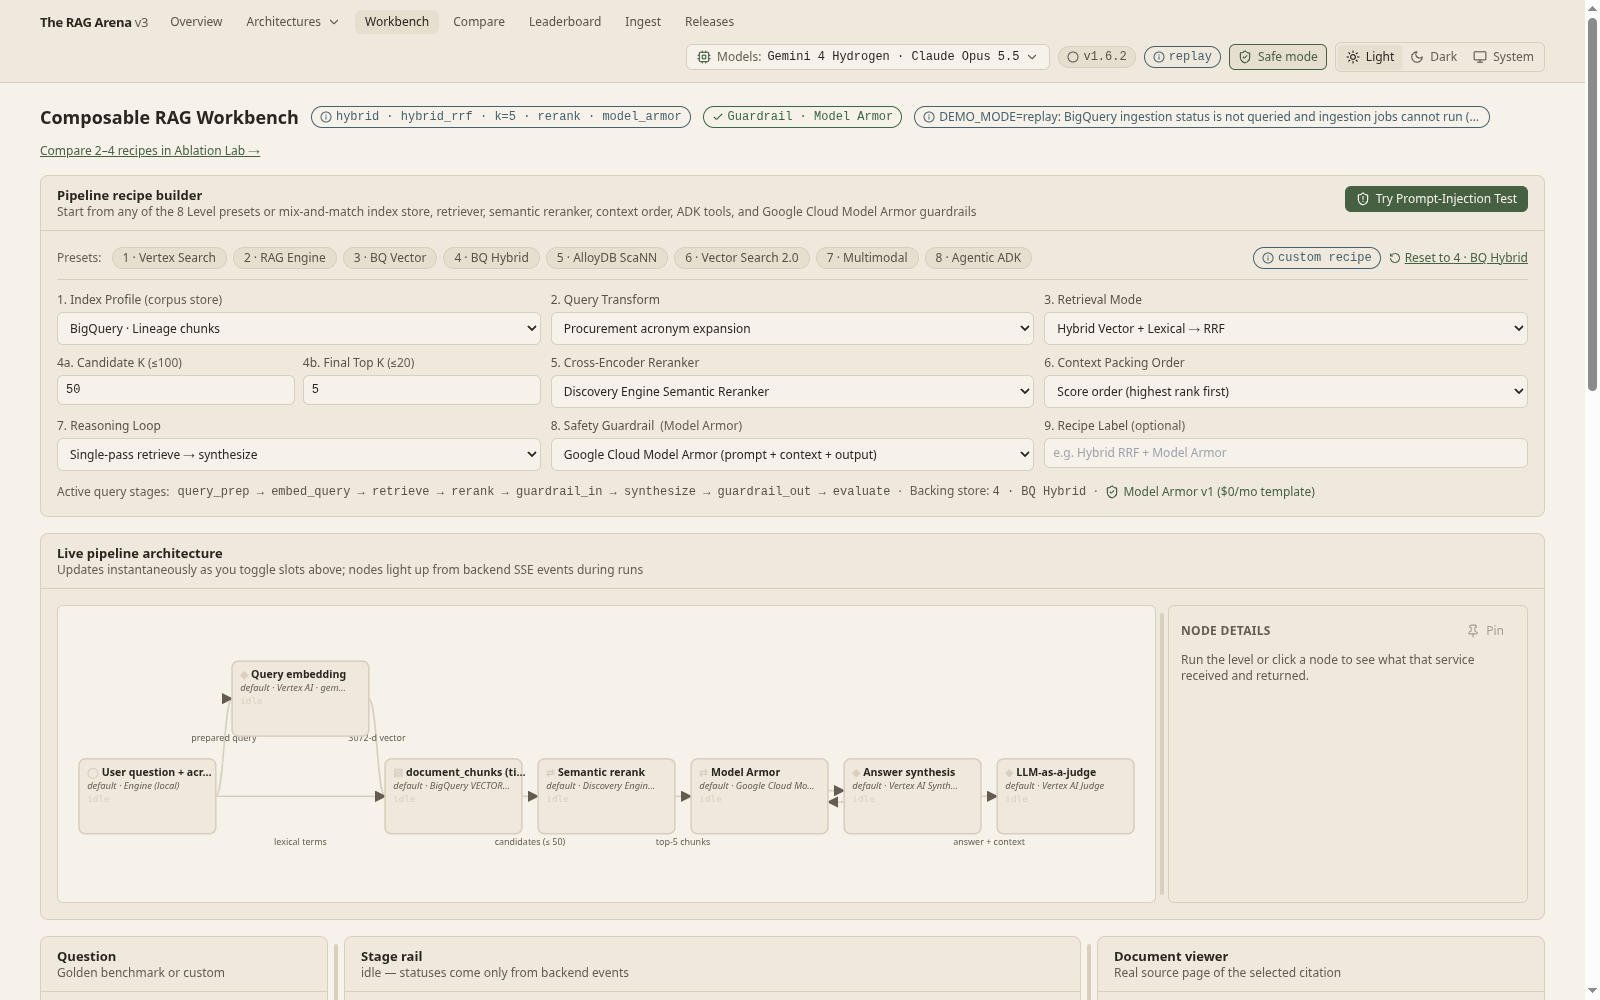 The RAG Arena v3 Overview Architectures Workbench Compare Leaderboard Ingest Releases
Models: Gemini 4 Hydrogen · Claude Opus 5.5 v1.6.2 replay Safe mode Light Dark System
Composable RAG Workbench hybrid · hybrid_rrf · k=5 · rerank · model_armor Guardrail · Model Armor DEMO_MODE=replay: BigQuery ingestion status is not queried and ingestion jobs cannot run (...
Compare 2–4 recipes in Ablation Lab →
Pipeline recipe builder
Start from any of the 8 Level presets or mix-and-match index store, retriever, semantic reranker, context order, ADK tools, and Google Cloud Model Armor guardrails
Try Prompt-Injection Test
Presets: 1 · Vertex Search 2 · RAG Engine 3 · BQ Vector 4 · BQ Hybrid 5 · AlloyDB ScaNN 6 · Vector Search 2.0 7 · Multimodal 8 · Agentic ADK custom recipe Reset to 4 · BQ Hybrid
1. Index Profile (corpus store) 2. Query Transform 3. Retrieval Mode
BigQuery · Lineage chunks Procurement acronym expansion Hybrid Vector + Lexical → RRF
4a. Candidate K (≤100) 4b. Final Top K (≤20) 5. Cross-Encoder Reranker 6. Context Packing Order
50 5 Discovery Engine Semantic Reranker Score order (highest rank first)
7. Reasoning Loop 8. Safety Guardrail (Model Armor) 9. Recipe Label (optional)
Single-pass retrieve → synthesize Google Cloud Model Armor (prompt + context + output) e.g. Hybrid RRF + Model Armor
Active query stages: query_prep → embed_query → retrieve → rerank → guardrail_in → synthesize → guardrail_out → evaluate · Backing store: 4 · BQ Hybrid · Model Armor v1 ($0/mo template)
Live pipeline architecture
Updates instantaneously as you toggle slots above; nodes light up from backend SSE events during runs
NODE DETAILS Pin
Run the level or click a node to see what that service
received and returned.
Query embedding
default · Vertex AI · gem...
idle
prepared query 3072-d vector
User question + acr... document_chunks (ti... Semantic rerank Model Armor Answer synthesis LLM-as-a-judge
default · Engine (local) default · BigQuery VECTOR... default · Discovery Engin... default · Google Cloud Mo... default · Vertex AI Synth... default · Vertex AI Judge
idle idle idle idle idle idle
lexical terms candidates (≤ 50) top-5 chunks answer + context
Question Stage rail Document viewer
Golden benchmark or custom idle — statuses come only from backend events Real source page of the selected citation